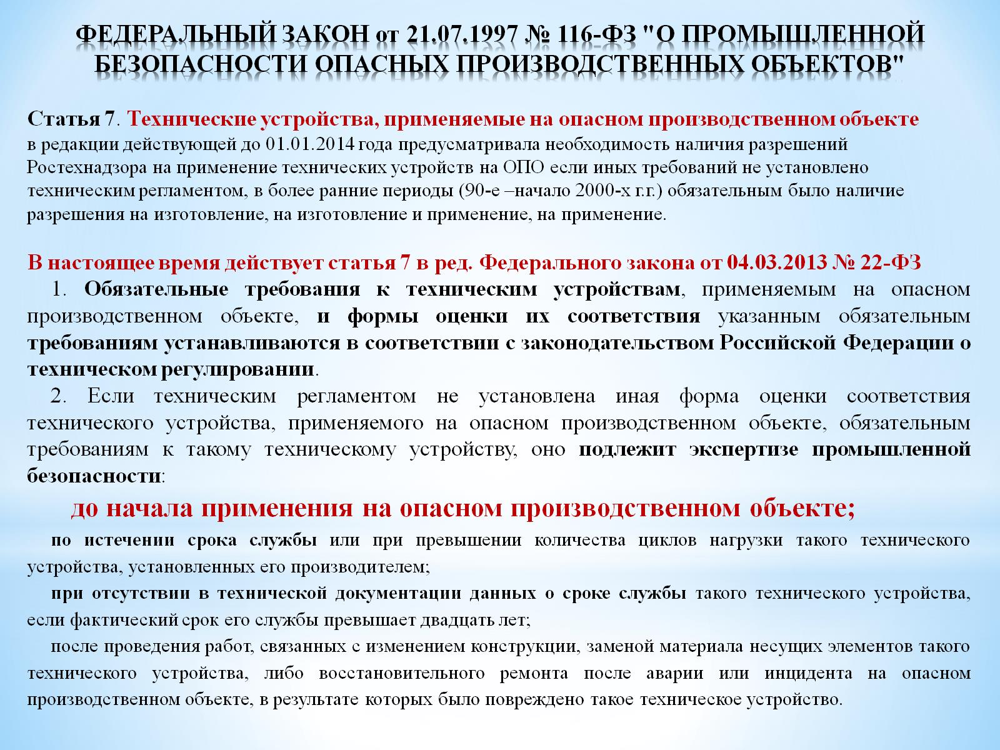 ФЕДЕРАЛЬНЫЙ ЗАКОН от 21.07.1997 № 116-ФЗ "О ПРОМЫШЛЕННОЙ
БЕЗОПАСНОСТИ ОПАСНЫХ ПРОИЗВОДСТВЕННЫХ ОБЪЕКТОВ"
Статья 7. Технические устройства, применяемые на опасном производственном объекте
в редакции действующей до 01.01.2014 года предусматривала необходимость наличия разрешений
Ростехнадзора на применение технических устройств на ОПО если иных требований не установлено
техническим регламентом, в более ранние периоды (90-е –начало 2000-х г.г.) обязательным было наличие
разрешения на изготовление, на изготовление и применение, на применение.
В настоящее время действует статья 7 в ред. Федерального закона от 04.03.2013 № 22-ФЗ
1. Обязательные требования к техническим устройствам, применяемым на опасном
производственном объекте, и формы оценки их соответствия указанным обязательным
требованиям устанавливаются в соответствии с законодательством Российской Федерации о
техническом регулировании.
2. Если техническим регламентом не установлена иная форма оценки соответствия
технического устройства, применяемого на опасном производственном объекте, обязательным
требованиям к такому техническому устройству, оно подлежит экспертизе промышленной
безопасности:
до начала применения на опасном производственном объекте;
по истечении срока службы или при превышении количества циклов нагрузки такого технического
устройства, установленных его производителем;
при отсутствии в технической документации данных о сроке службы такого технического устройства,
если фактический срок его службы превышает двадцать лет;
после проведения работ, связанных с изменением конструкции, заменой материала несущих элементов такого
технического устройства, либо восстановительного ремонта после аварии или инцидента на опасном
производственном объекте, в результате которых было повреждено такое техническое устройство.